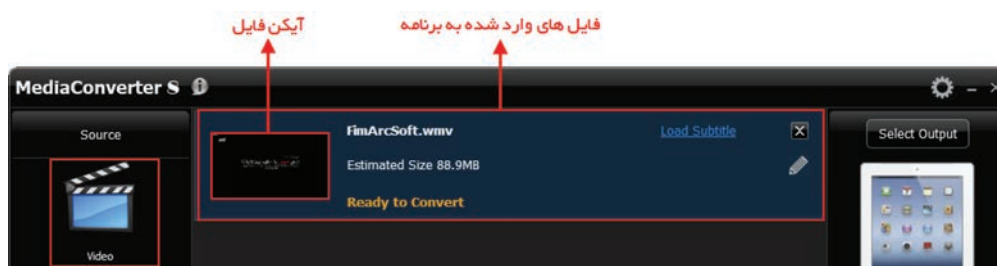 آیکن فایل
فایل های وارد شده به برنامه
MediaConverter 8
Source
FimArcSoft.wmv
Load Subtitle
Select Output
Estimated Size 88.9MB
Ready to Convert
Video